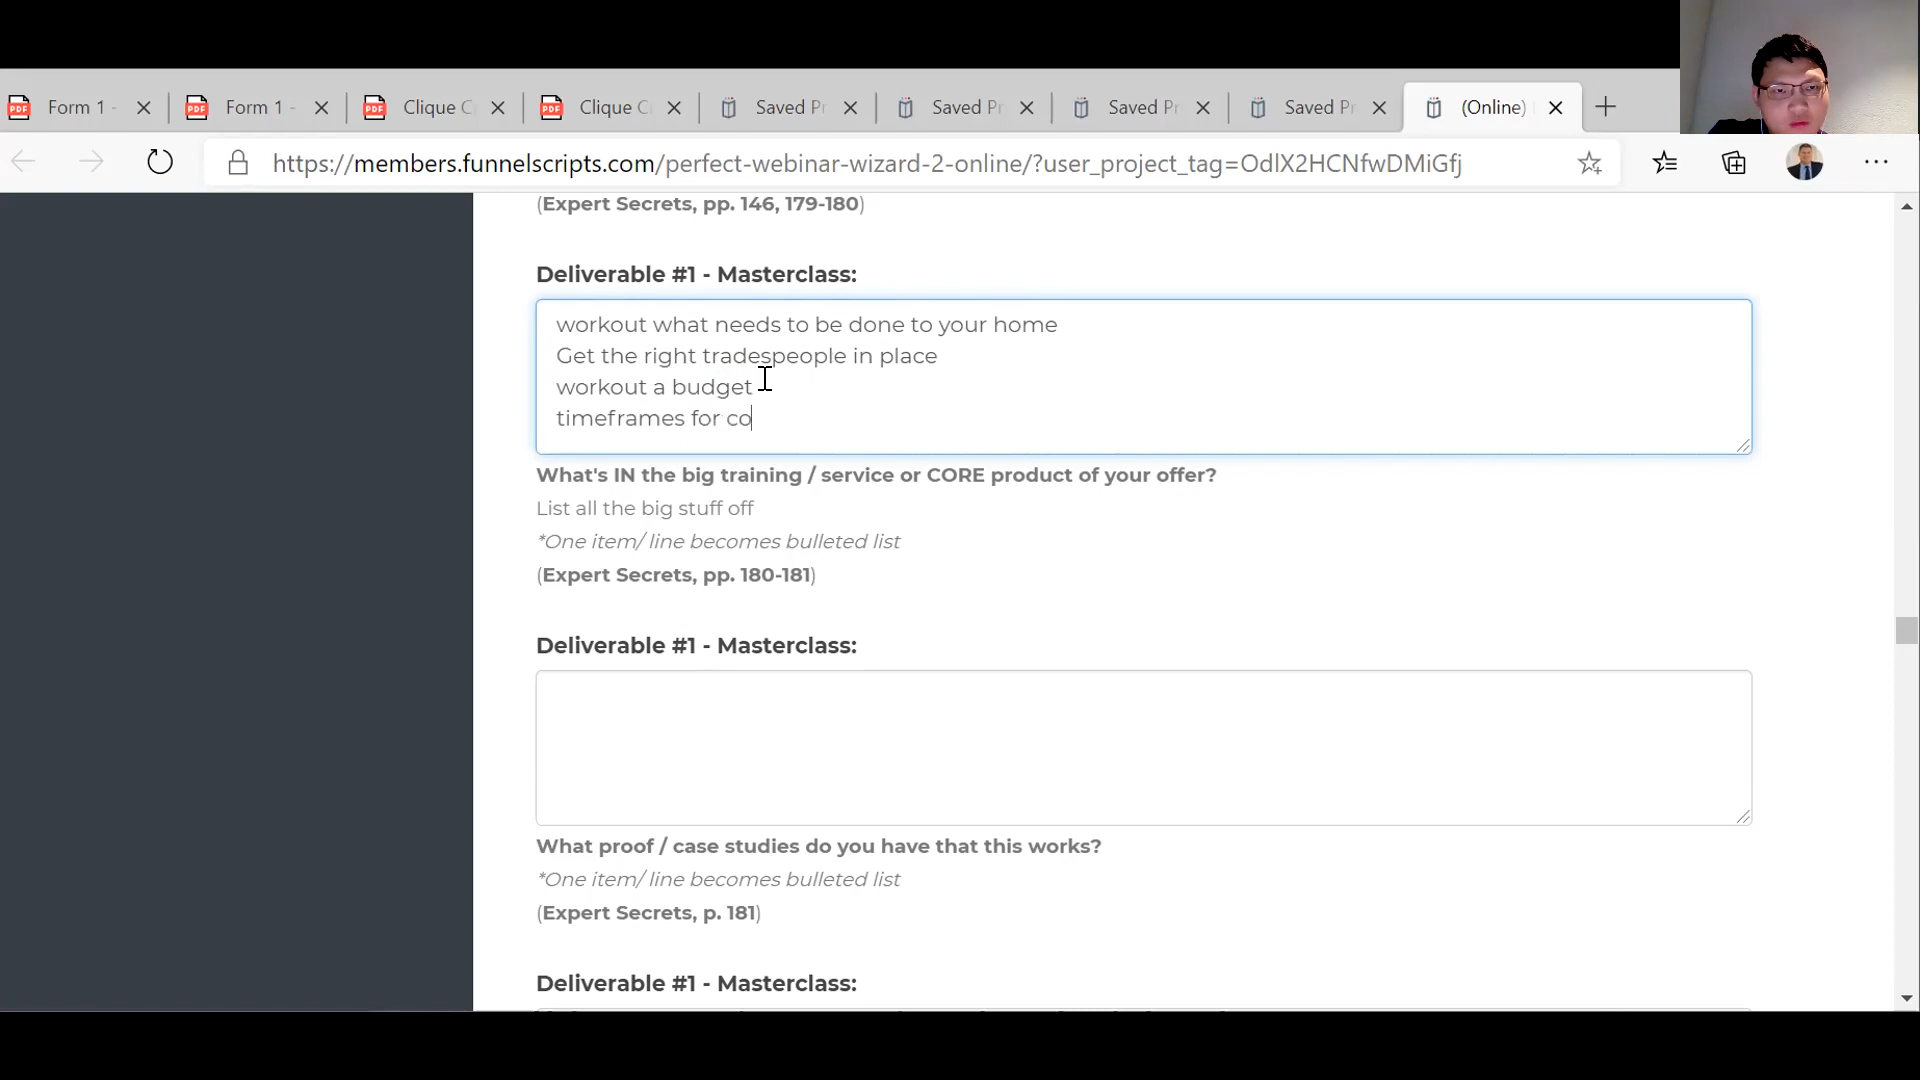 Form 1 -
Form 1 -
Clique C
Clique C
Saved Pr
Saved Pr
Saved Pr
Saved Pr
(Online)
https://members.funnelscripts.com/perfect-webinar-wizard-2-online/?user_project_tag=OdlX2HCNfwDMiGfj
(Expert Secrets, pp. 146, 179-180)
Deliverable #1 - Masterclass:
workout what needs to be done to your home
Get the right tradespeople in place
workout a budget
timeframes for co
What's IN the big training / service or CORE product of your offer?
List all the big stuff off
*One item/ line becomes bulleted list
(Expert Secrets, pp. 180-181)
Deliverable #1 - Masterclass:
What proof / case studies do you have that this works?
*One item/ line becomes bulleted list
(Expert Secrets, p. 181)
Deliverable #1 - Masterclass: